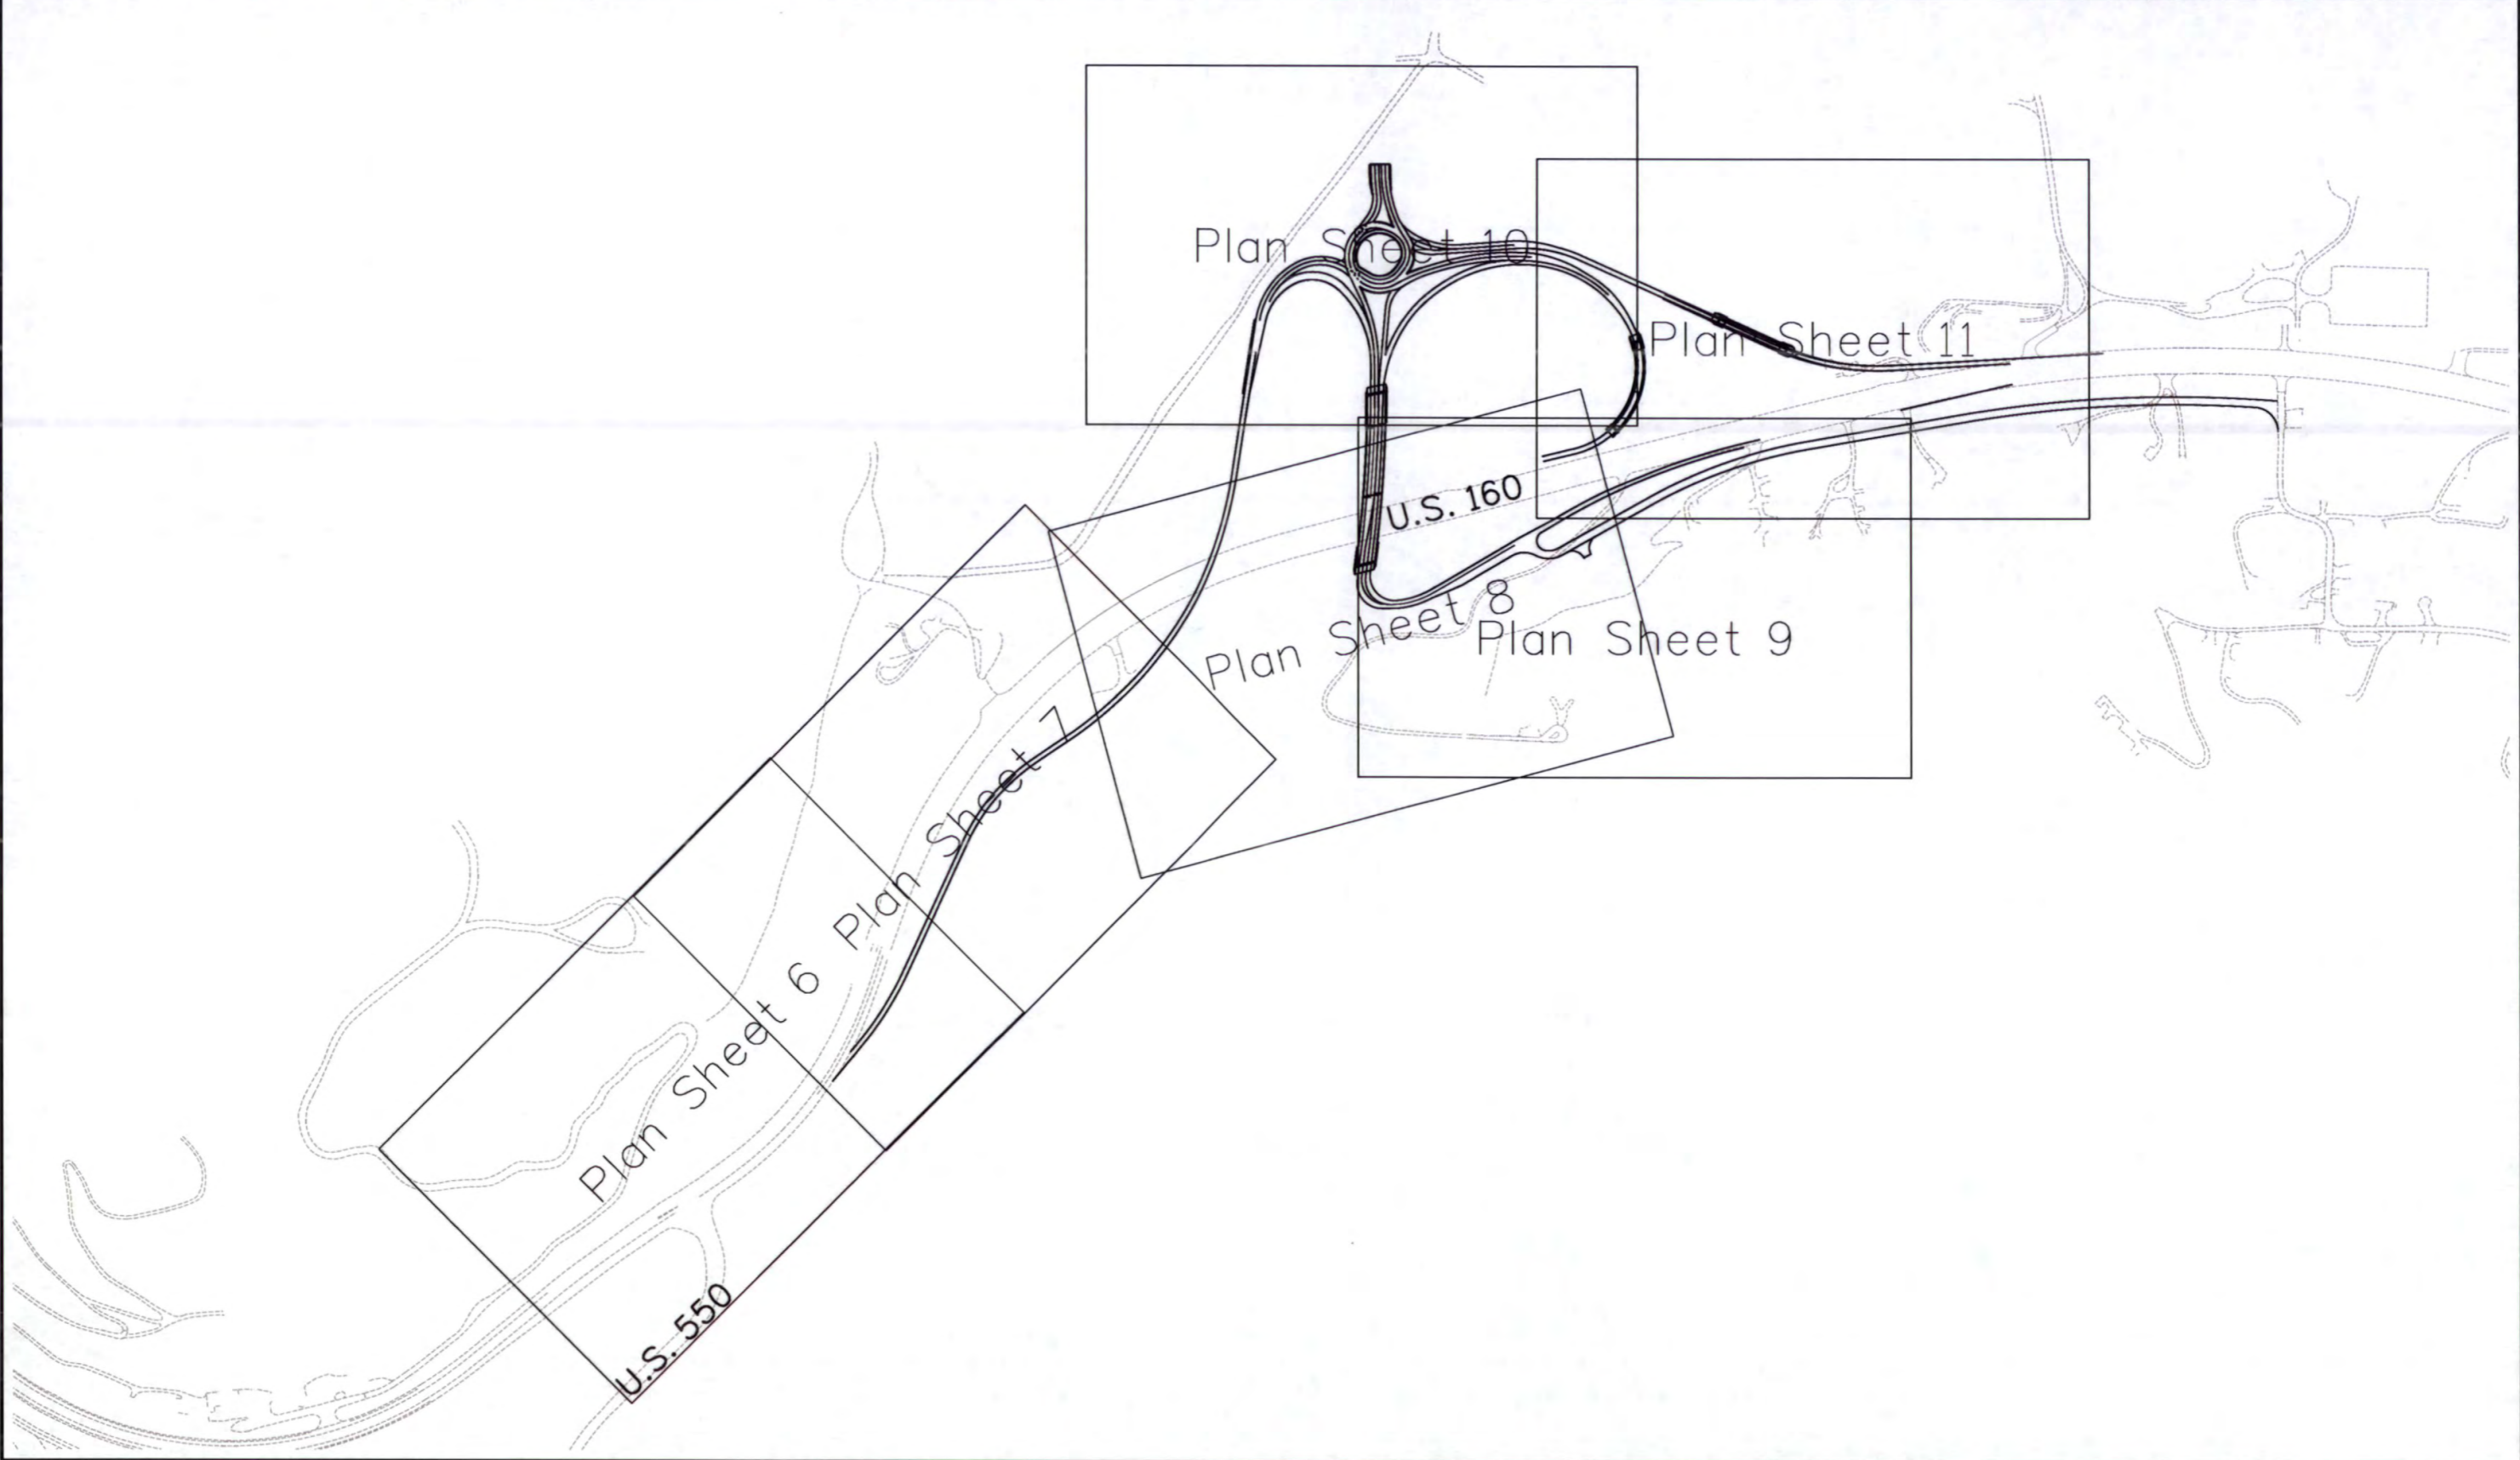 Plan Sheet 10
Plan Sheet 11
U.S. 160
Plan Sheet 8
Plan Sheet 9
Plan Sheet 7
Plan Sheet 6
U.S. 550